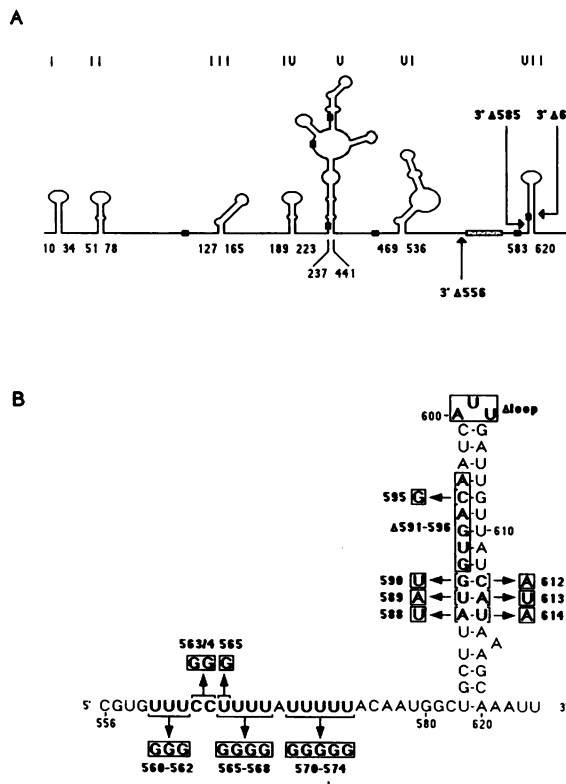 A
I II III IV V VI VII
3' Δ585 3' Δ6
10 34 51 78 127 165 189 223 469 536 583 620
237 441
3' Δ556
B
U
600 A U Δloop
C-G
U-A
A-U
A-U
595 G C-G
A-U
Δ591-596 G U-610
U-A
G U
590 U G C A 612
589 A U A U 613
588 U A U A 614
U-A
A
A
U-A
C-G
563/4 565
GG G
5' CGUGUUUCCUUUUAUUUUUACAAUGGCU-AAAUU 3'
556 580 620
GGG GGGG GGGGG
560-562 565-568 570-574